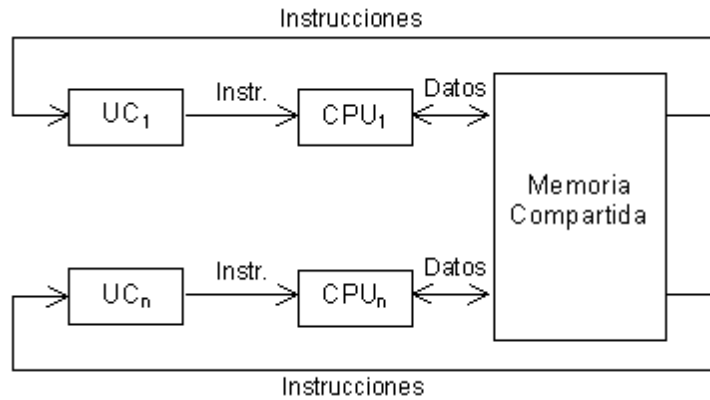 Instrucciones
UC1 Instr. CPU1 Datos
Memoria
Compartida
UCn Instr. CPUn Datos
Instrucciones